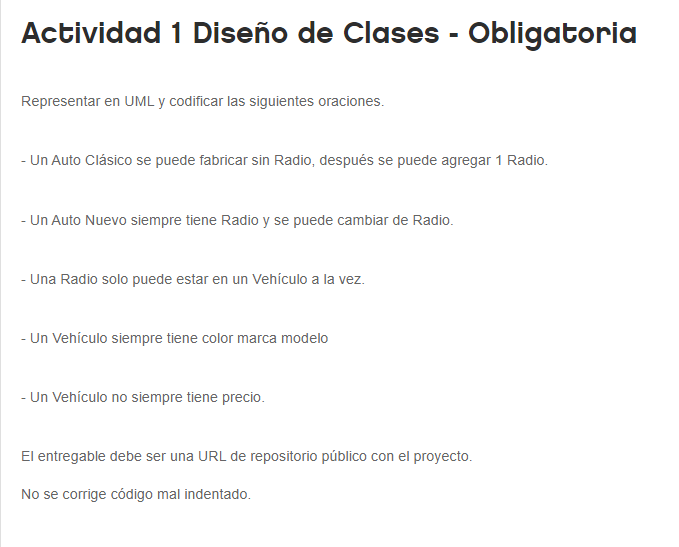 Actividad 1 Diseño de Clases - Obligatoria
Representar en UML y codificar las siguientes oraciones.
- Un Auto Clásico se puede fabricar sin Radio, después se puede agregar 1 Radio.
- Un Auto Nuevo siempre tiene Radio y se puede cambiar de Radio.
- Una Radio solo puede estar en un Vehículo a la vez.
- Un Vehículo siempre tiene color marca modelo
- Un Vehículo no siempre tiene precio.
El entregable debe ser una URL de repositorio público con el proyecto.
No se corrige código mal indentado.